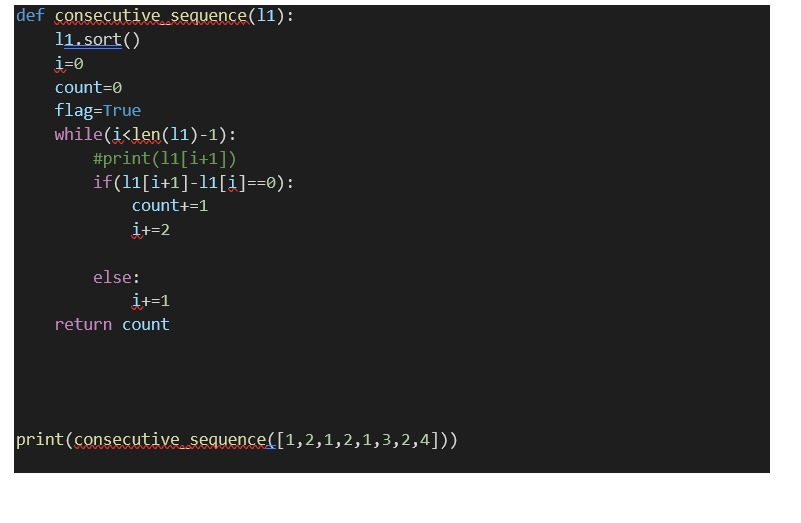 def consecutive_sequence(l1):
    l1.sort()
    i=0
    count=0
    flag=True
    while(i<len(l1)-1):
        #print(l1[i+1])
        if(l1[i+1]-l1[i]==0):
            count+=1
            i+=2
        else:
            i+=1
    return count
print(consecutive_sequence([1,2,1,2,1,3,2,4]))